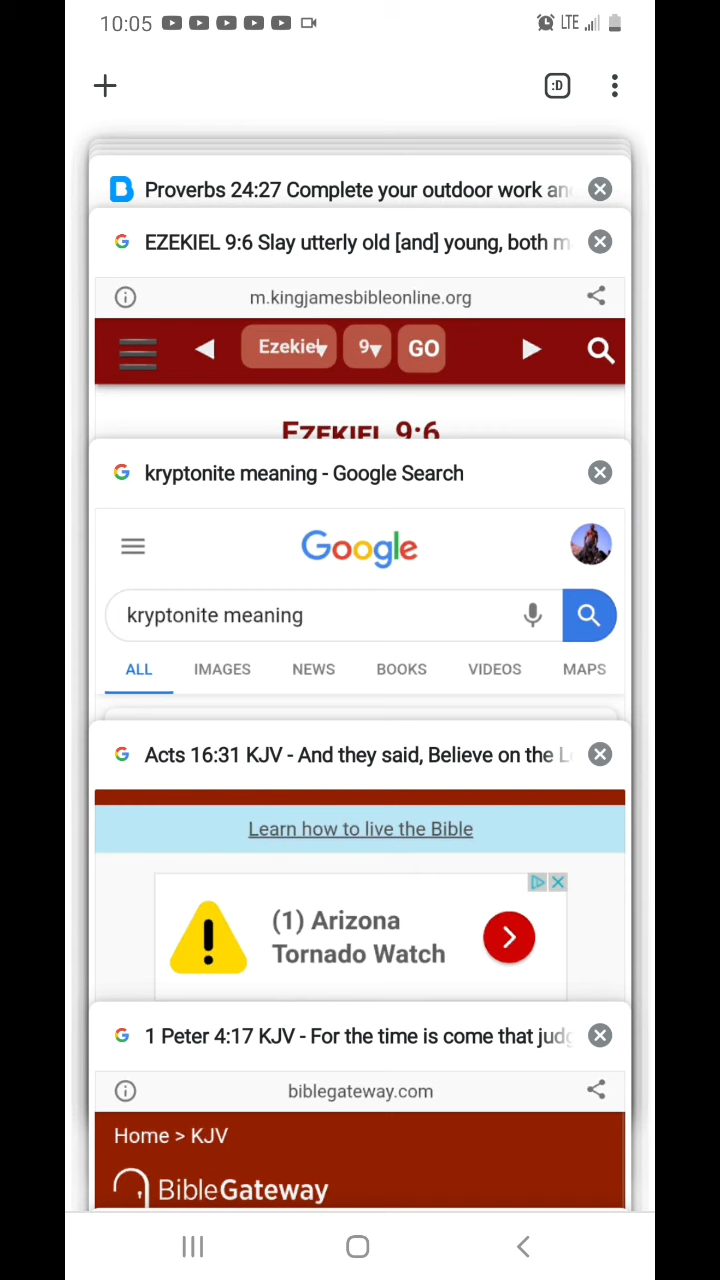 10:05 LTE
:D
Proverbs 24:27 Complete your outdoor work an
EZEKIEL 9:6 Slay utterly old [and] young, both m
m.kingjamesbibleonline.org
Ezekiel 9 GO
EZEKIEL 9:6
kryptonite meaning - Google Search
Google
kryptonite meaning
ALL IMAGES NEWS BOOKS VIDEOS MAPS
Acts 16:31 KJV - And they said, Believe on the L
Learn how to live the Bible
(1) Arizona
Tornado Watch
1 Peter 4:17 KJV - For the time is come that judg
biblegateway.com
Home > KJV
BibleGateway